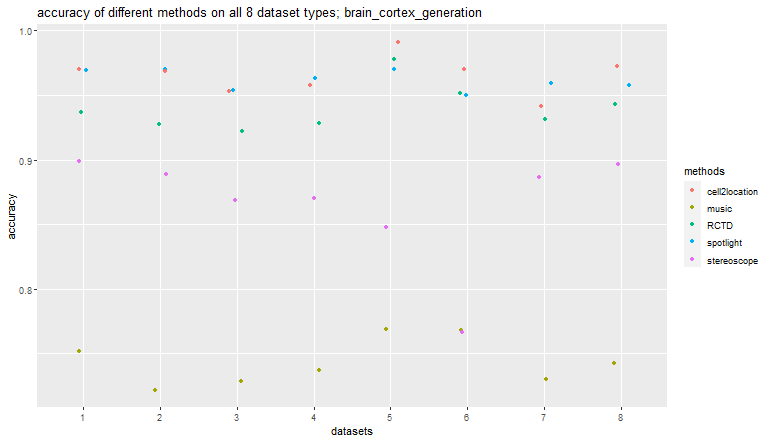 accuracy of different methods on all 8 dataset types; brain_cortex_generation
1.0
0.9
0.8
accuracy
1 2 3 4 5 6 7 8
datasets
methods
cell2location
music
RCTD
spotlight
stereoscope